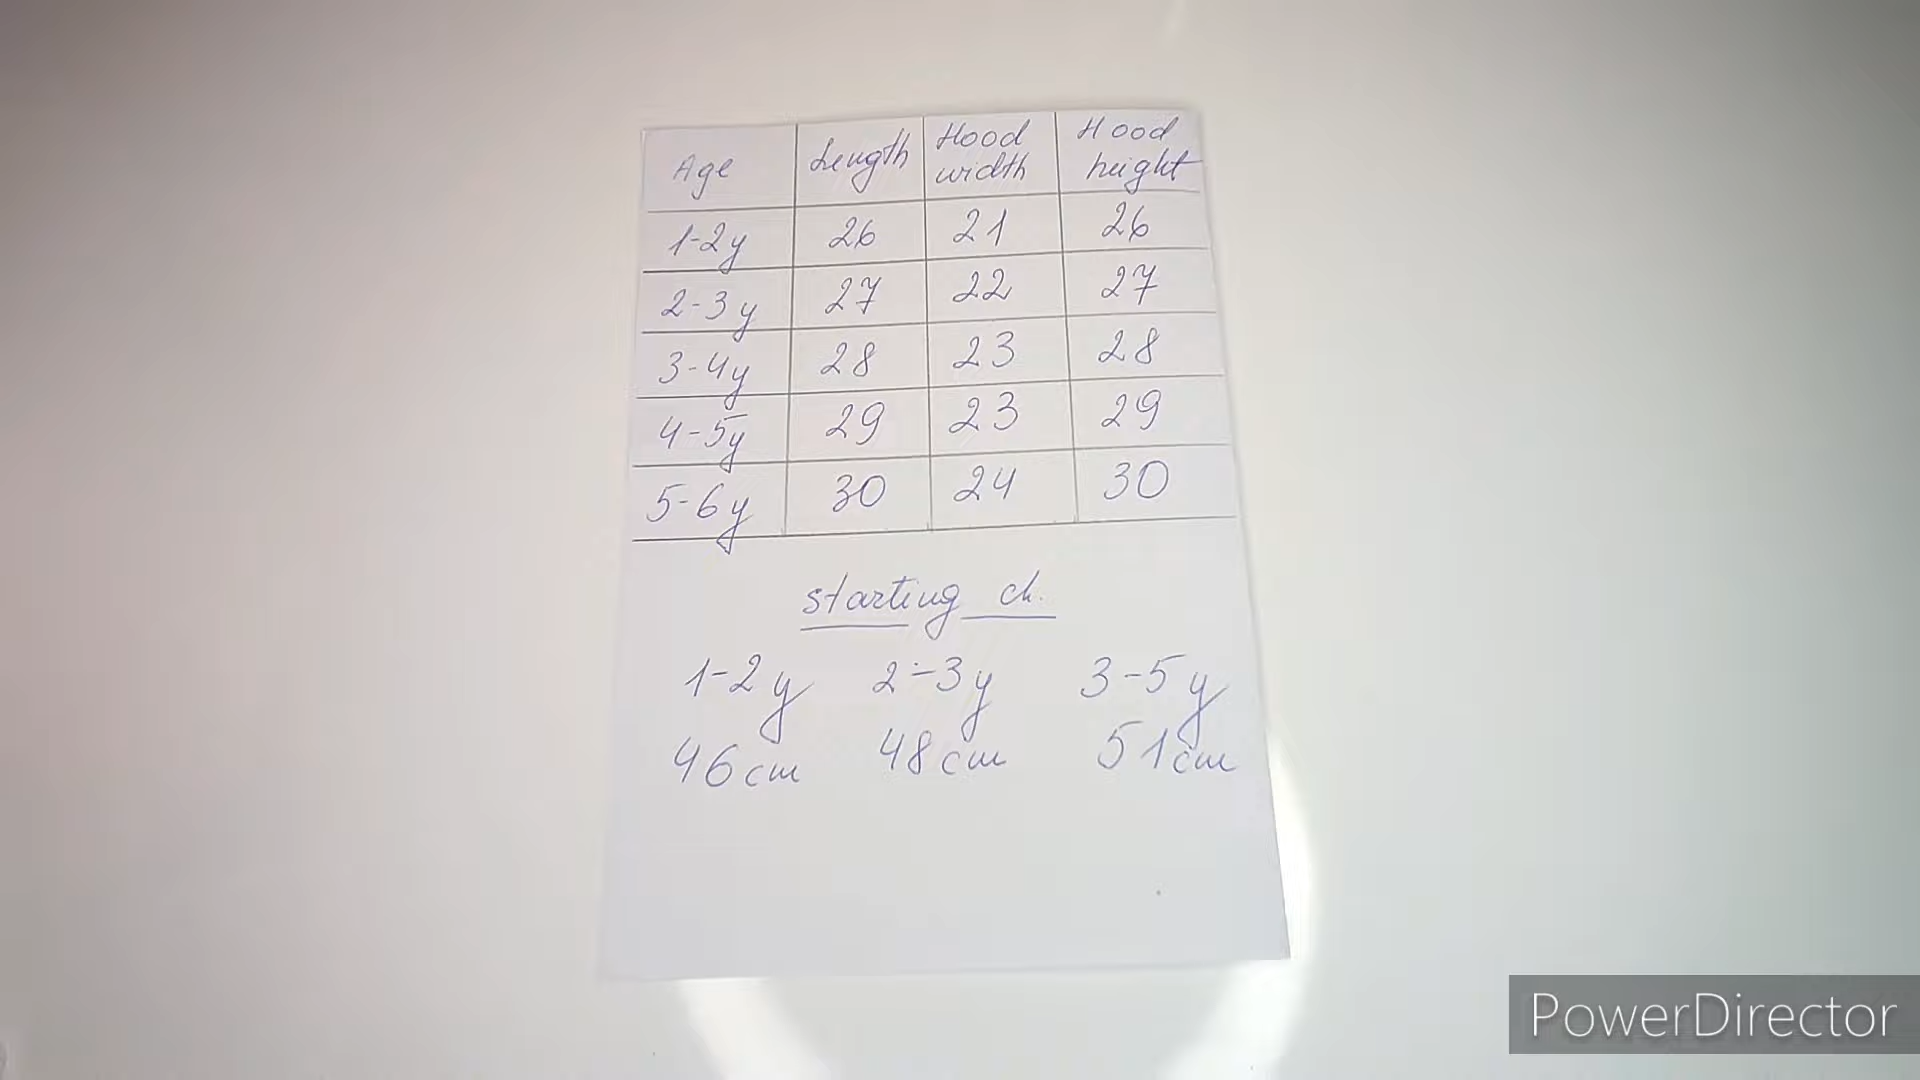 Age Length Hood width Hood height
1-2y 26 21 26
2-3y 27 22 27
3-4y 28 23 28
4-5y 29 23 29
5-6y 30 24 30
starting ch.
1-2y 2-3y 3-5y
46cm 48cm 51cm
PowerDirector